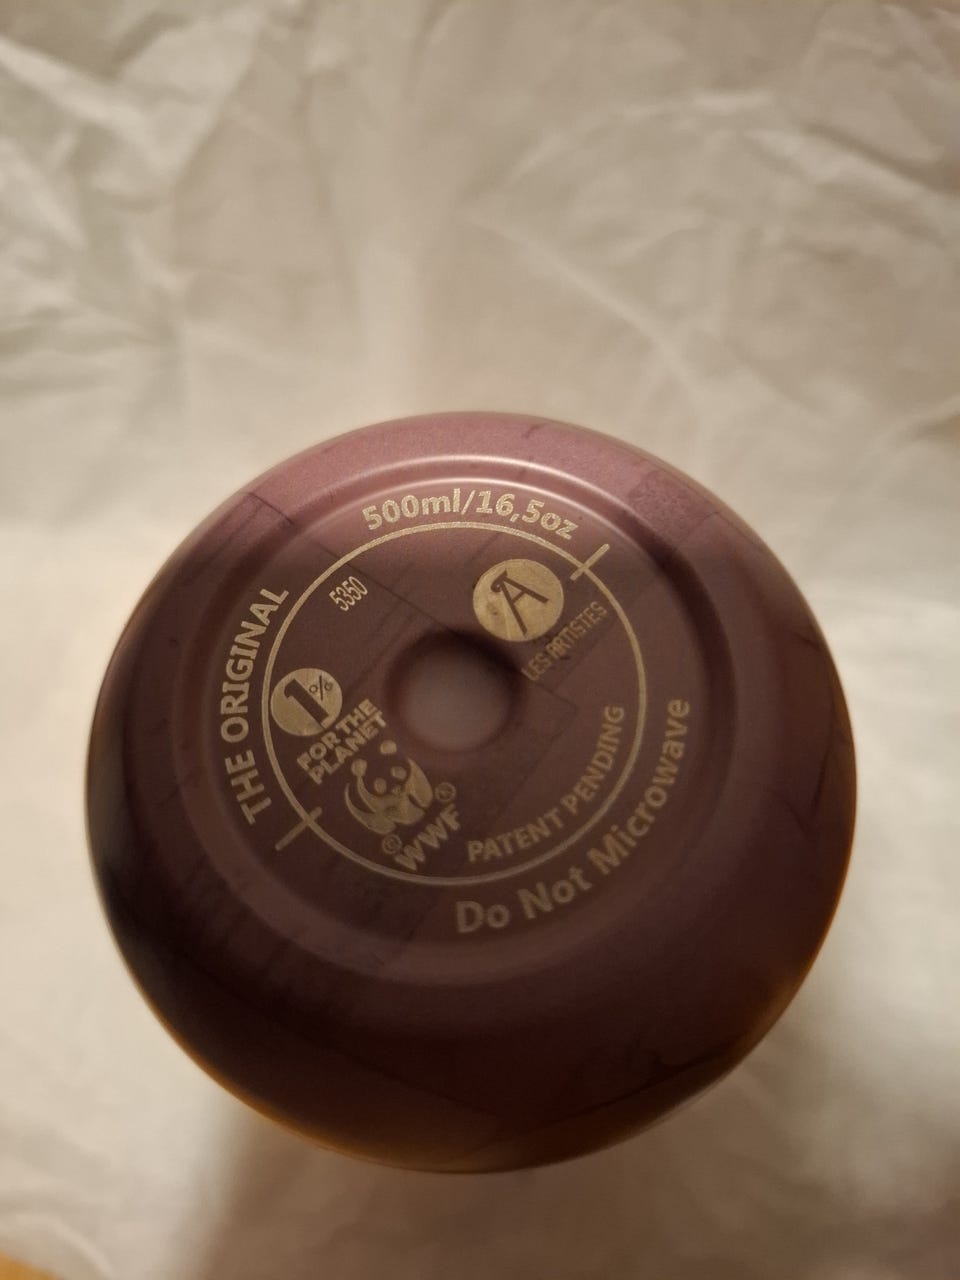 500ml/16,5oz
THE ORIGINAL
5350
A
LES ARTISTES
1%
FOR THE
PLANET
©WWF®
PATENT PENDING
Do Not Microwave